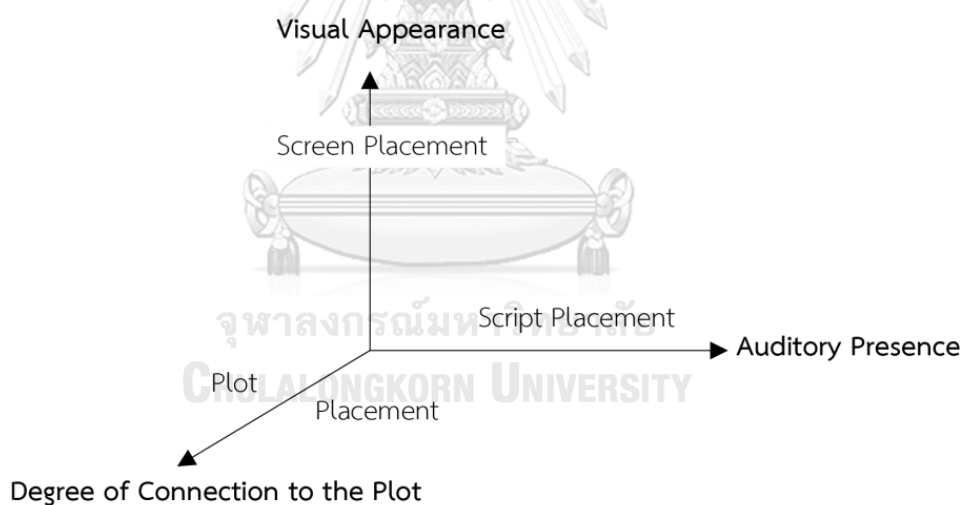 Visual Appearance
Screen Placement
จุฬาลงกรณ์มหาวิทยาลัย
Script Placement
Auditory Presence
CHULALONGKORN UNIVERSITY
Plot
Placement
Degree of Connection to the Plot